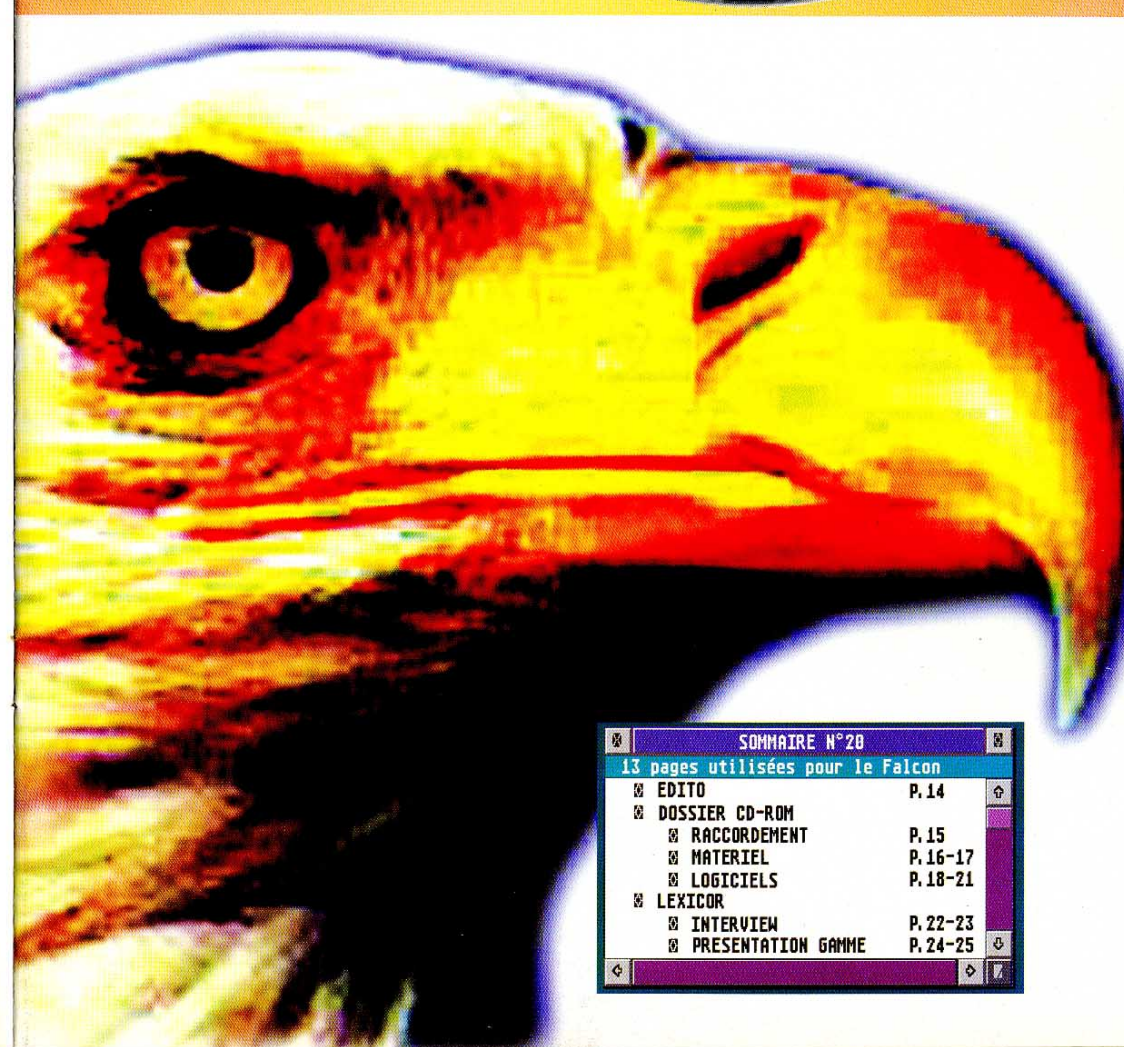 SOMMAIRE N°20
13 pages utilisées pour le Falcon
EDITO P.14
DOSSIER CD-ROM
RACCORDEMENT P.15
MATERIEL P.16-17
LOGICIELS P.18-21
LEXICOR
INTERVIEW P.22-23
PRESENTATION GAMME P.24-25